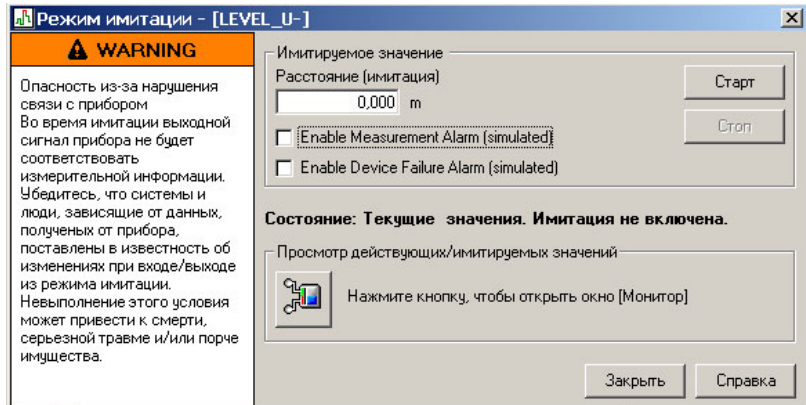 Режим имитации - [LEVEL_U-]
WARNING
Опасность из-за нарушения
связи с прибором
Во время имитации выходной
сигнал прибора не будет
соответствовать
измерительной информации.
Убедитесь, что системы и
люди, зависящие от данных,
полученых от прибора,
поставлены в известность об
изменениях при входе/выходе
из режима имитации.
Невыполнение этого условия
может привести к смерти,
серьезной травме и/или порче
имущества.
Имитируемое значение
Расстояние (имитация)
0,000 m
Enable Measurement Alarm (simulated)
Enable Device Failure Alarm (simulated)
Старт
Стоп
Состояние: Текущие значения. Имитация не включена.
Просмотр действующих/имитируемых значений
Нажмите кнопку, чтобы открыть окно [Монитор]
Закрыть
Справка